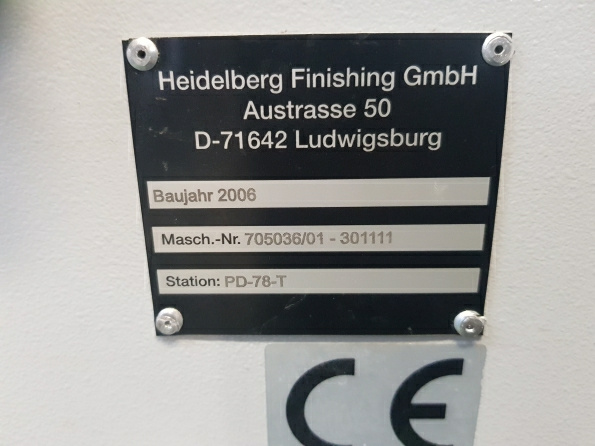 Heidelberg Finishing GmbH
Austrasse 50
D-71642 Ludwigsburg
Baujahr 2006
Masch.-Nr. 705036/01 - 301111
Station: PD-78-T
CE